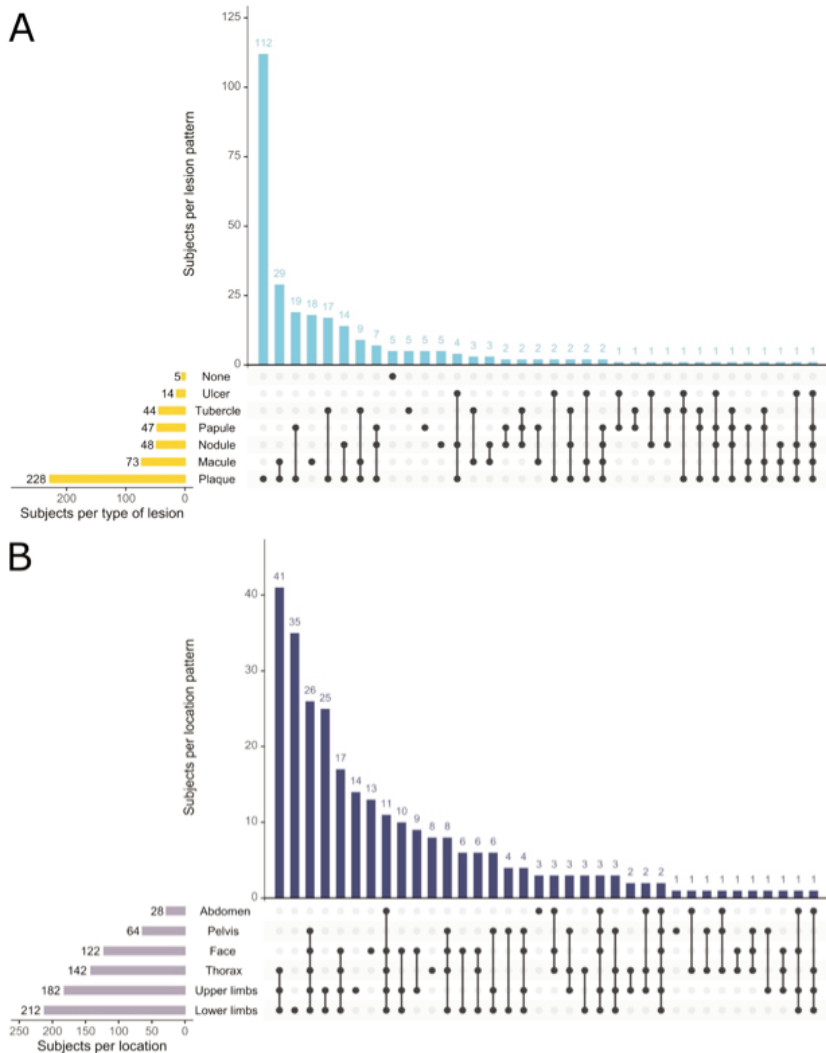 A
125
112
100
Subjects per lesion pattern
75
50
29
25
19 18 17 14 9 7 5 5 5 5 4 3 3 2 2 2 2 2 2 2 1 1 1 1 1 1 1 1 1 1 1 1 1
0
5 None
14 Ulcer
44 Tubercle
47 Papule
48 Nodule
73 Macule
228 Plaque
200 100 0
Subjects per type of lesion
B
41
40
35
Subjects per location pattern
30
26 25
20
17 14 13 11 10 9 8 8 6 6 6 4 4 3 3 3 3 3 3 2 2 2 1 1 1 1 1 1 1 1 1 1
10
0
28 Abdomen
64 Pelvis
122 Face
142 Thorax
182 Upper limbs
212 Lower limbs
250 200 150 100 50 0
Subjects per location